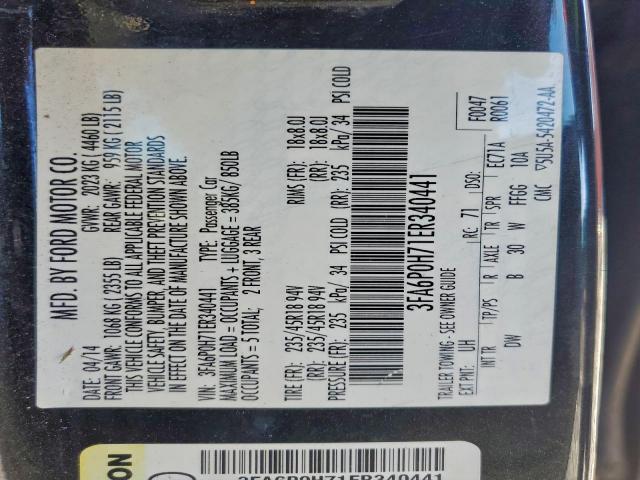 MFD. BY FORD MOTOR CO.
DATE: 04/14 GVWR: 2023 KG ( 4460 LB)
FRONT GAWR: 1068 KG ( 2355 LB) REAR GAWR: 959 KG ( 2115 LB)
THIS VEHICLE CONFORMS TO ALL APPLICABLE FEDERAL MOTOR
VEHICLE SAFETY, BUMPER, AND THEFT PREVENTION STANDARDS
IN EFFECT ON THE DATE OF MANUFACTURE SHOWN ABOVE.
VIN: 3FA6P0H71ER340441 TYPE: Passenger Car
MAXIMUM LOAD = OCCUPANTS + LUGGAGE = 385KG/ 850LB
OCCUPANTS = 5 TOTAL; 2 FRONT, 3 REAR
TIRE (FR): 235/45R18 94V RIMS (FR): 18x8.0J
(RR): 235/45R18 94V (RR): 18x8.0J
PRESSURE (FR): 235 kPa/ 34 PSI COLD (RR): 235 kPa/ 34 PSI COLD
3FA6P0H71ER340441
TRAILER TOWING - SEE OWNER GUIDE
F0047
R0061
EXT PNT: UH RC: 71 DSO: EC71A
INT TR TP/PS R AXLE TR SPR
DW B 30 W FFBG 10A
CMC 5U5A-5420472-AA
ON
3FA6P0H71ER340441